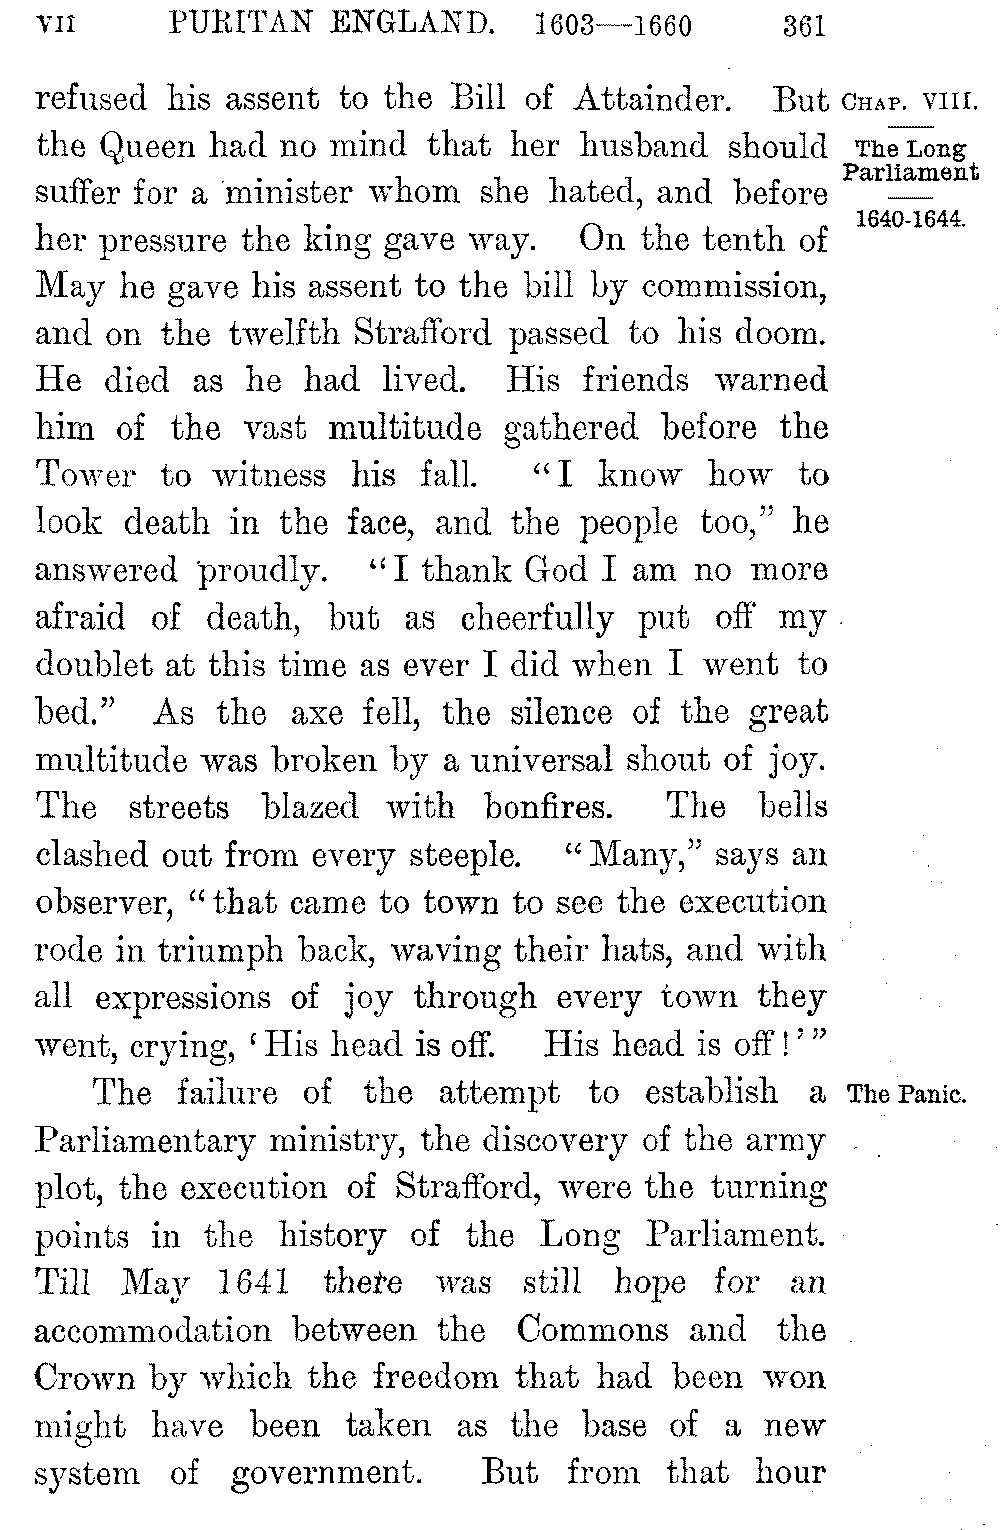 VII PURITAN ENGLAND. 1603—1660 361
refused his assent to the Bill of Attainder. But
the Queen had no mind that her husband should
suffer for a minister whom she hated, and before
her pressure the king gave way. On the tenth of
May he gave his assent to the bill by commission,
and on the twelfth Strafford passed to his doom.
He died as he had lived. His friends warned
him of the vast multitude gathered before the
Tower to witness his fall. "I know how to
look death in the face, and the people too," he
answered proudly. "I thank God I am no more
afraid of death, but as cheerfully put off my
doublet at this time as ever I did when I went to
bed." As the axe fell, the silence of the great
multitude was broken by a universal shout of joy.
The streets blazed with bonfires. The bells
clashed out from every steeple. "Many," says an
observer, "that came to town to see the execution
rode in triumph back, waving their hats, and with
all expressions of joy through every town they
went, crying, 'His head is off. His head is off!'"
The failure of the attempt to establish a
Parliamentary ministry, the discovery of the army
plot, the execution of Strafford, were the turning
points in the history of the Long Parliament.
Till May 1641 there was still hope for an
accommodation between the Commons and the
Crown by which the freedom that had been won
might have been taken as the base of a new
system of government. But from that hour
CHAP. VIII.
The Long
Parliament
1640-1644.
The Panic.